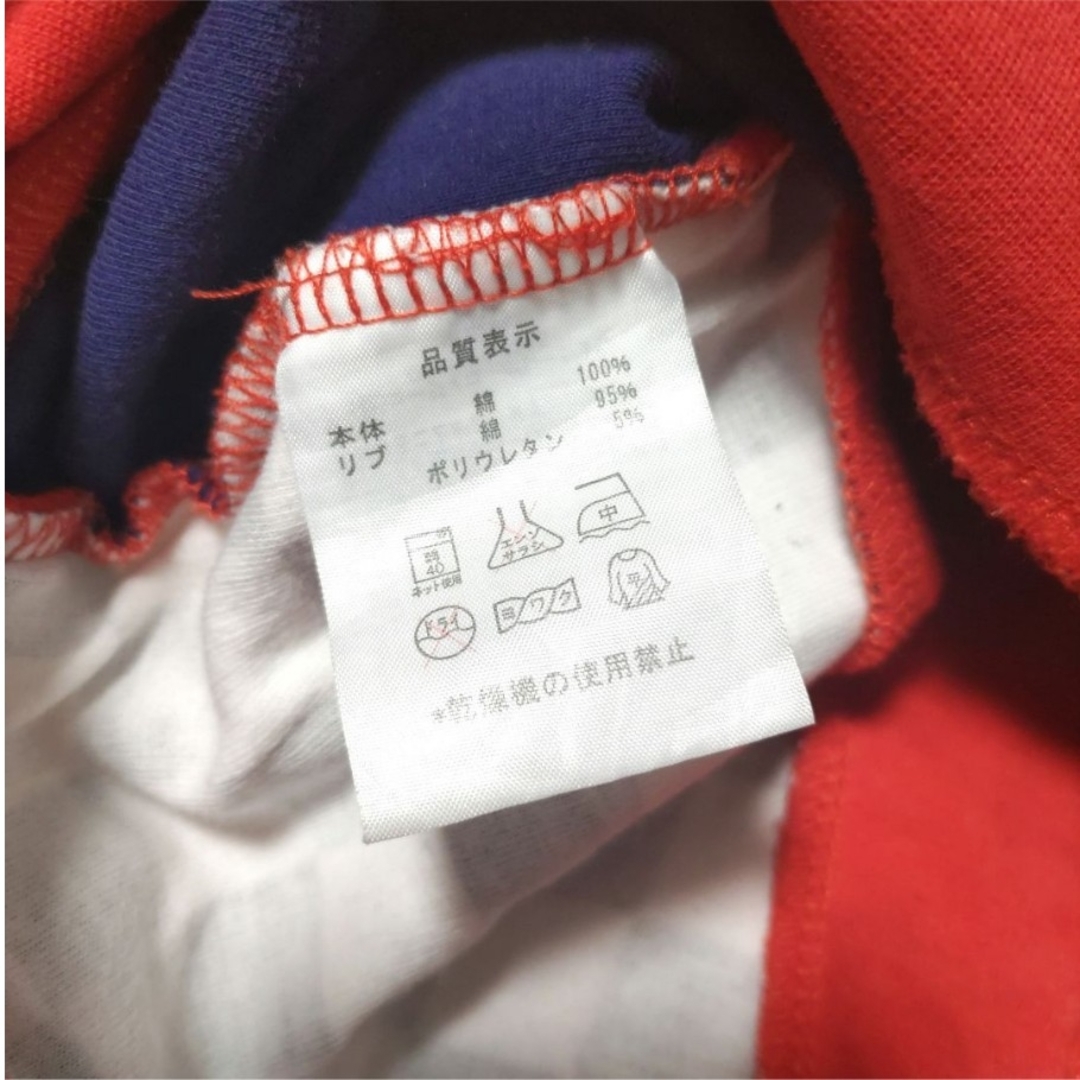 品質表示
本体 綿 100%
リブ 綿 95%
ポリウレタン 5%
40
ネット使用
エンソ
サラシ
中
ドライ
ヨワク
平
*乾燥機の使用禁止